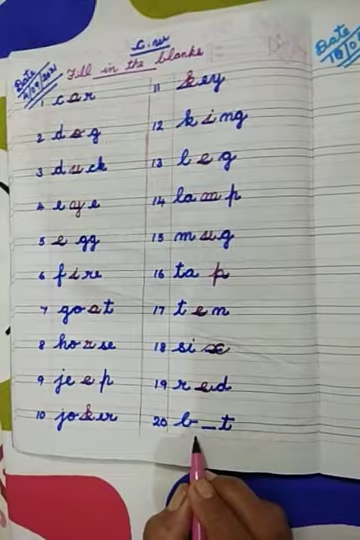 C.W
Date
Fill in the blanks
1 car
2 dog
3 duck
4 eye
5 egg
6 fire
7 goat
8 house
9 jeep
10 joker
11 key
12 king
13 leg
14 lamp
15 mug
16 tap
17 ten
18 six
19 red
20 b_t
Date